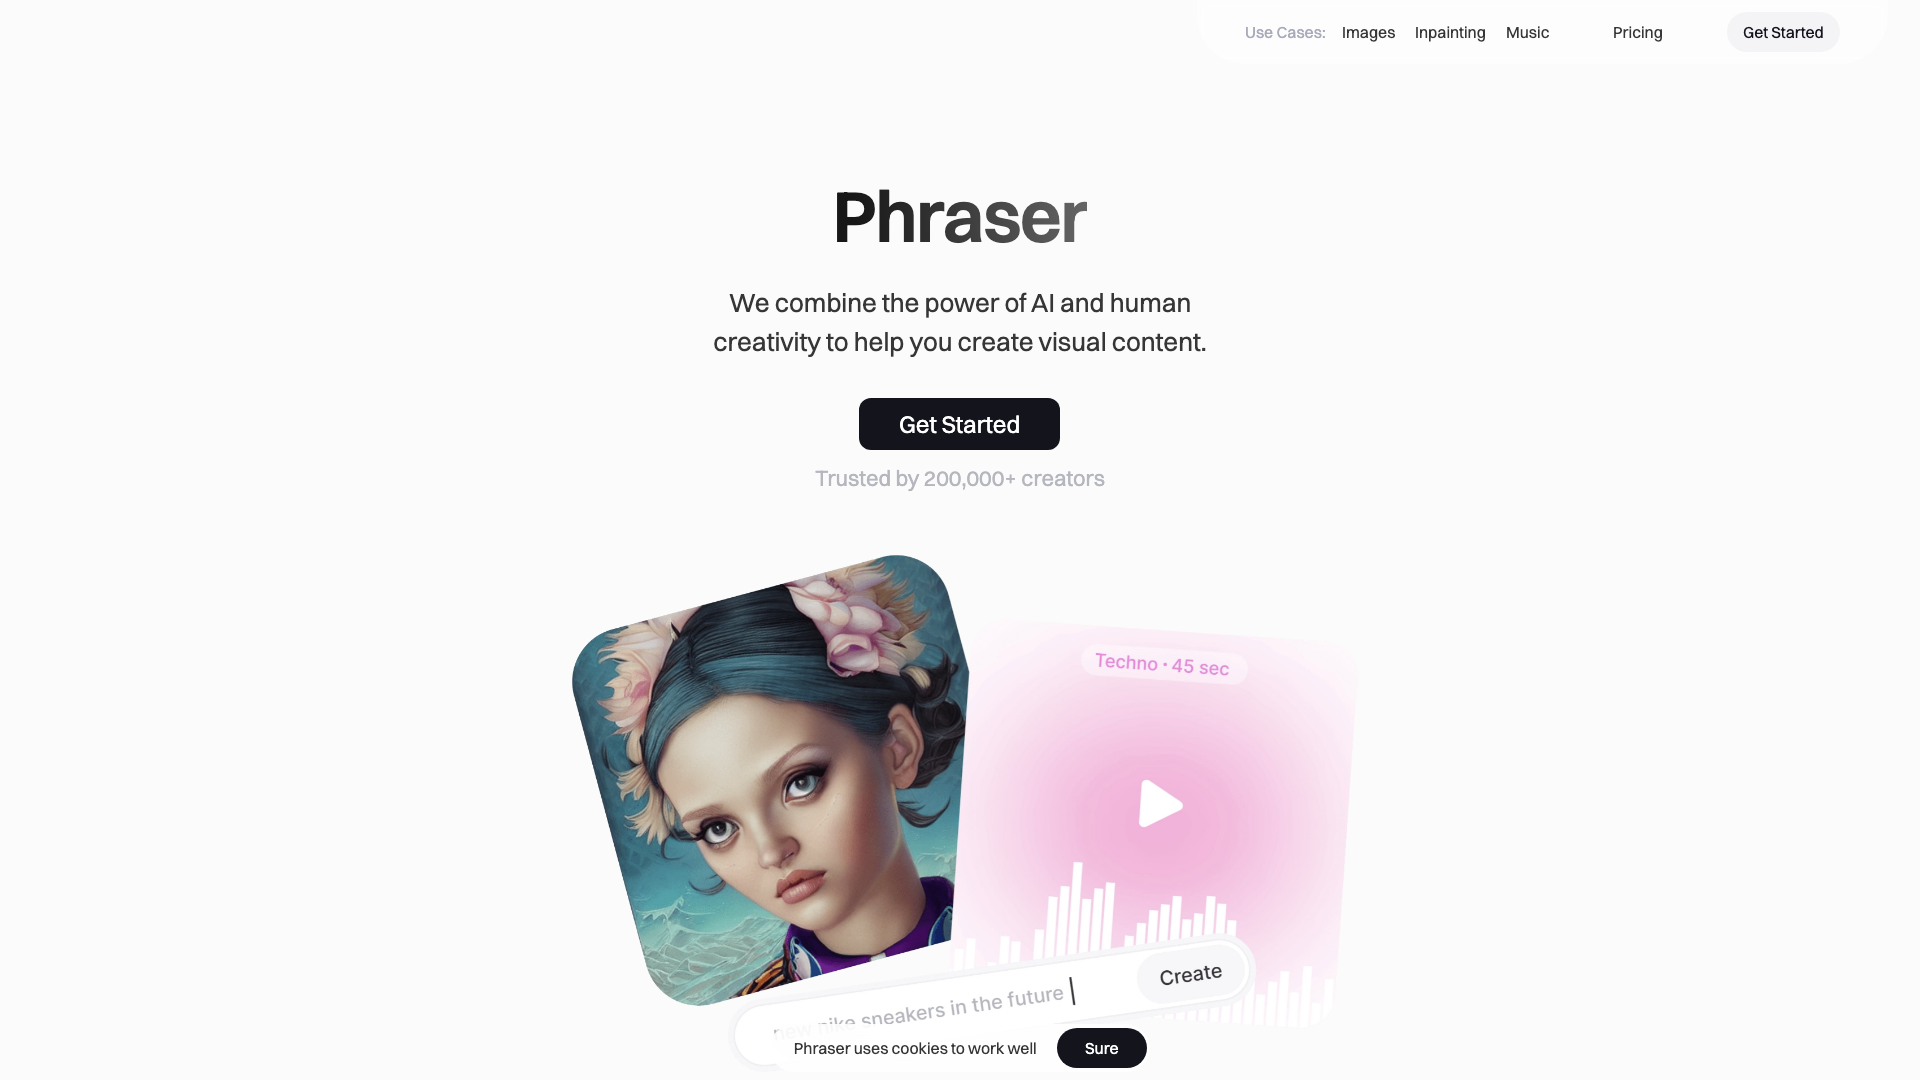 Use Cases: Images Inpainting Music Pricing Get Started
Phraser
We combine the power of AI and human
creativity to help you create visual content.
Get Started
Trusted by 200,000+ creators
Techno • 45 sec
new nike sneakers in the future
Create
Phraser uses cookies to work well Sure